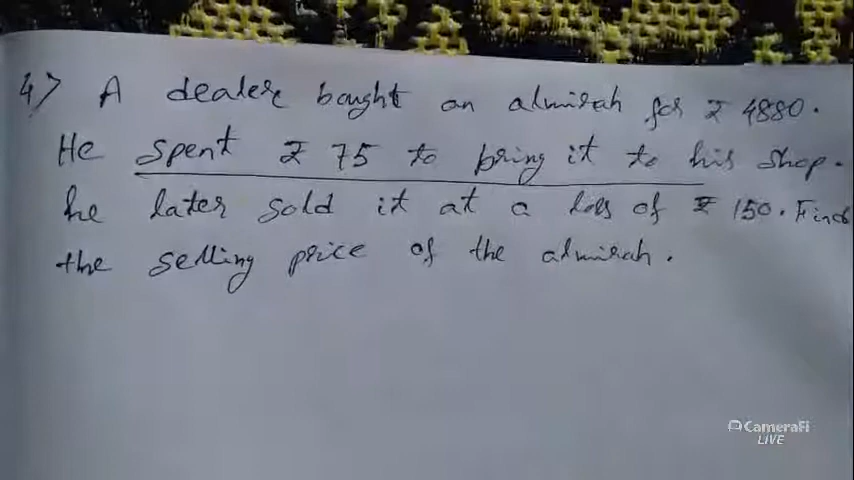 4> A dealer bought an almirah for ₹ 4880.
He spent ₹ 75 to bring it to his shop.
he later sold it at a loss of ₹ 150. Find
the selling price of the almirah.
CameraFi
LIVE